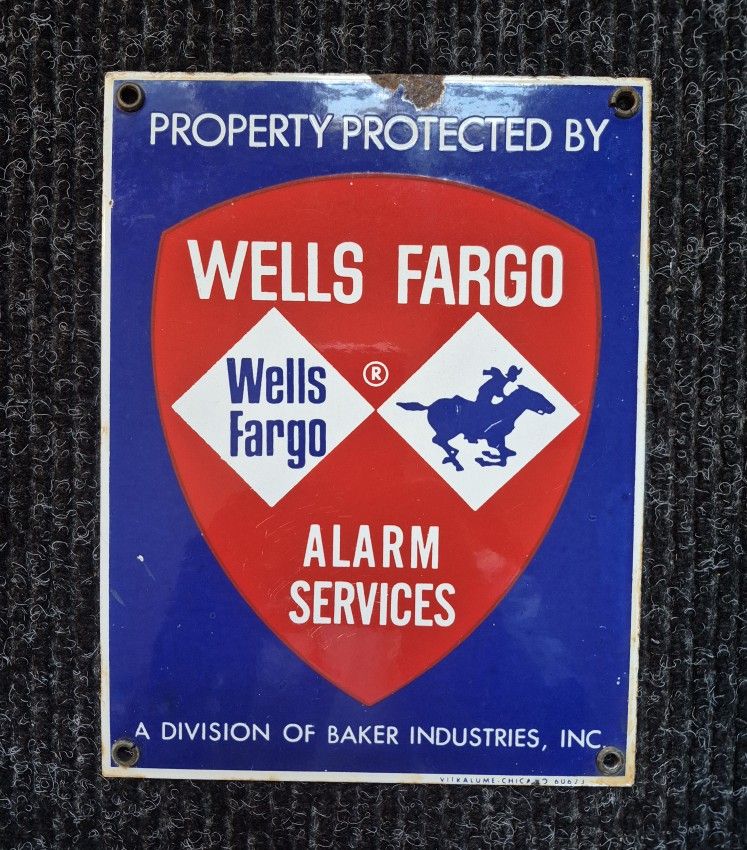 PROPERTY PROTECTED BY
WELLS FARGO
Wells
Fargo
®
ALARM
SERVICES
A DIVISION OF BAKER INDUSTRIES, INC.